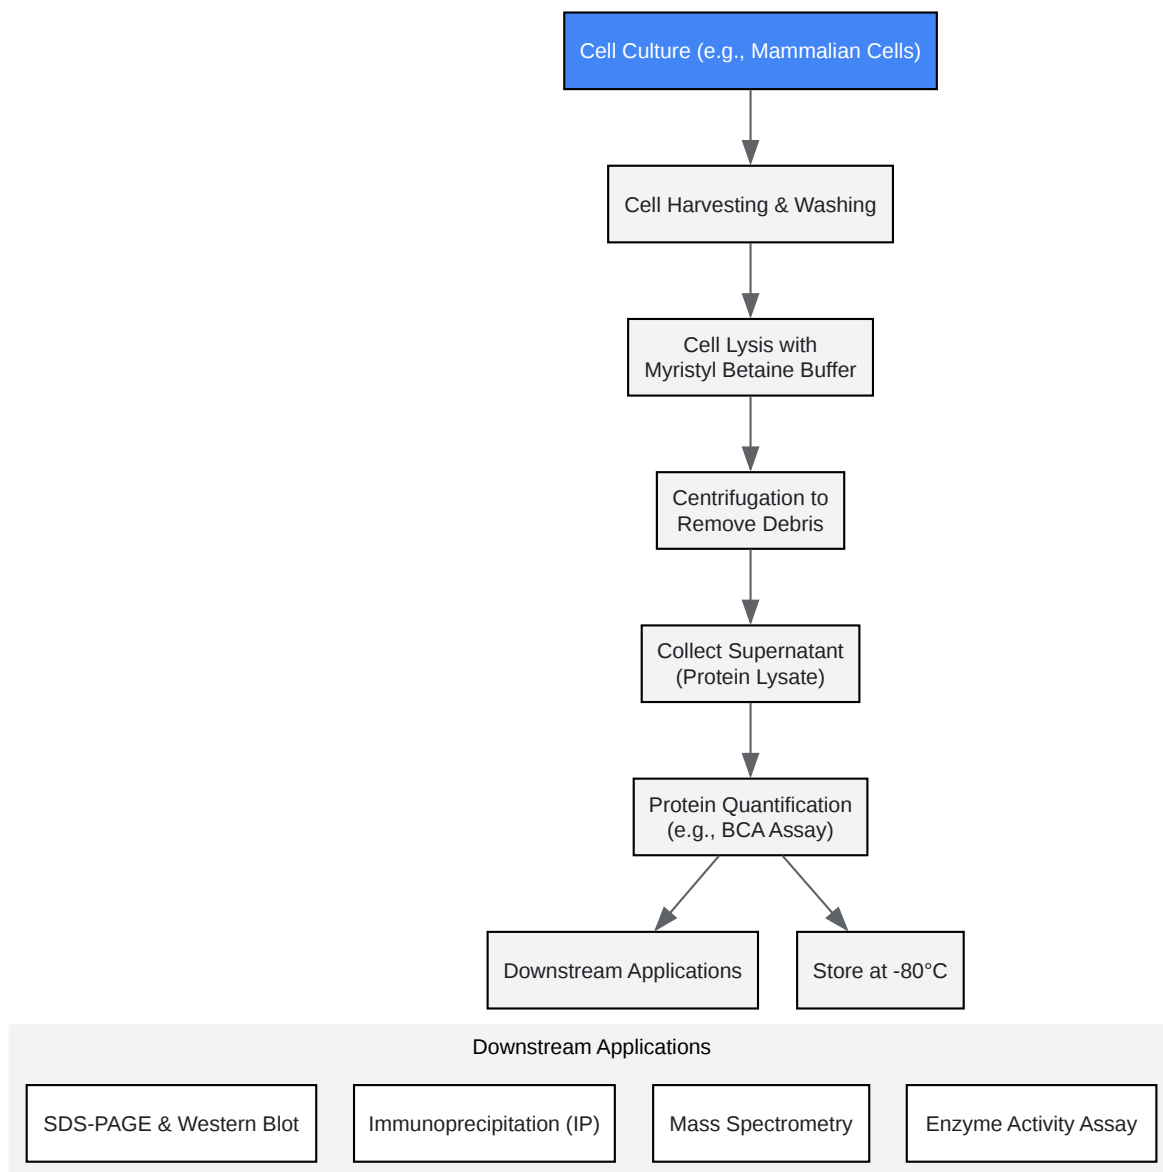 Cell Culture (e.g., Mammalian Cells)
Cell Harvesting & Washing
Cell Lysis with
Myristyl Betaine Buffer
Centrifugation to
Remove Debris
Collect Supernatant
(Protein Lysate)
Protein Quantification
(e.g., BCA Assay)
Downstream Applications
Store at -80°C
Downstream Applications
SDS-PAGE & Western Blot
Immunoprecipitation (IP)
Mass Spectrometry
Enzyme Activity Assay